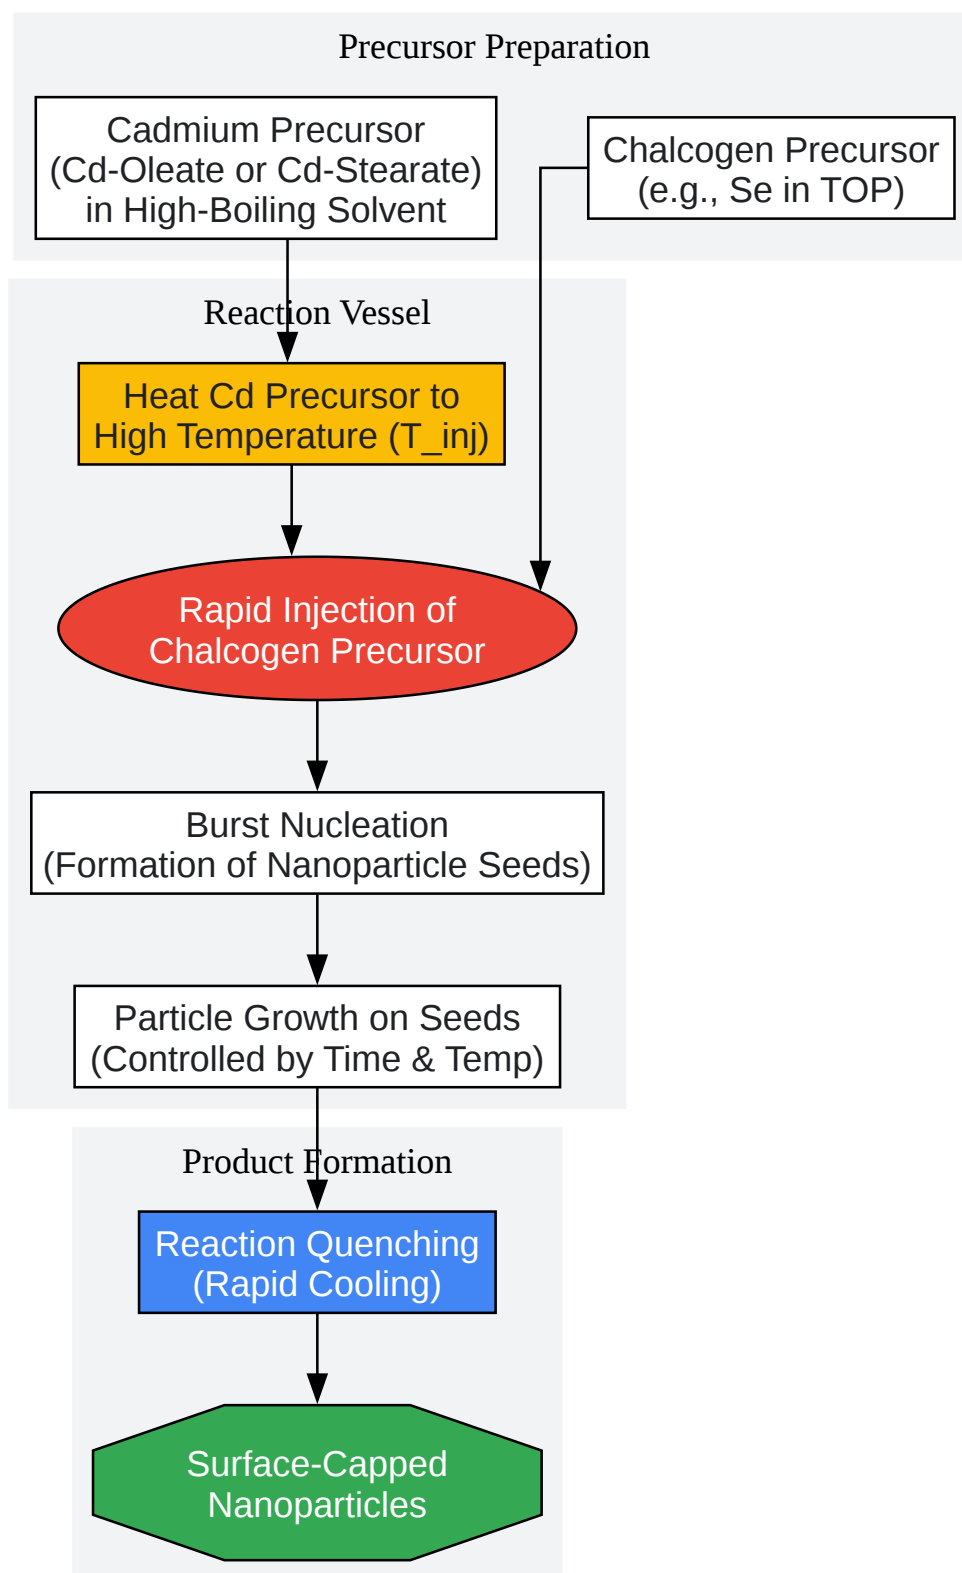 Precursor Preparation
Cadmium Precursor
(Cd-Oleate or Cd-Stearate)
in High-Boiling Solvent
Chalcogen Precursor
(e.g., Se in TOP)
Reaction Vessel
Heat Cd Precursor to
High Temperature (T_inj)
Rapid Injection of
Chalcogen Precursor
Burst Nucleation
(Formation of Nanoparticle Seeds)
Particle Growth on Seeds
(Controlled by Time & Temp)
Product Formation
Reaction Quenching
(Rapid Cooling)
Surface-Capped
Nanoparticles